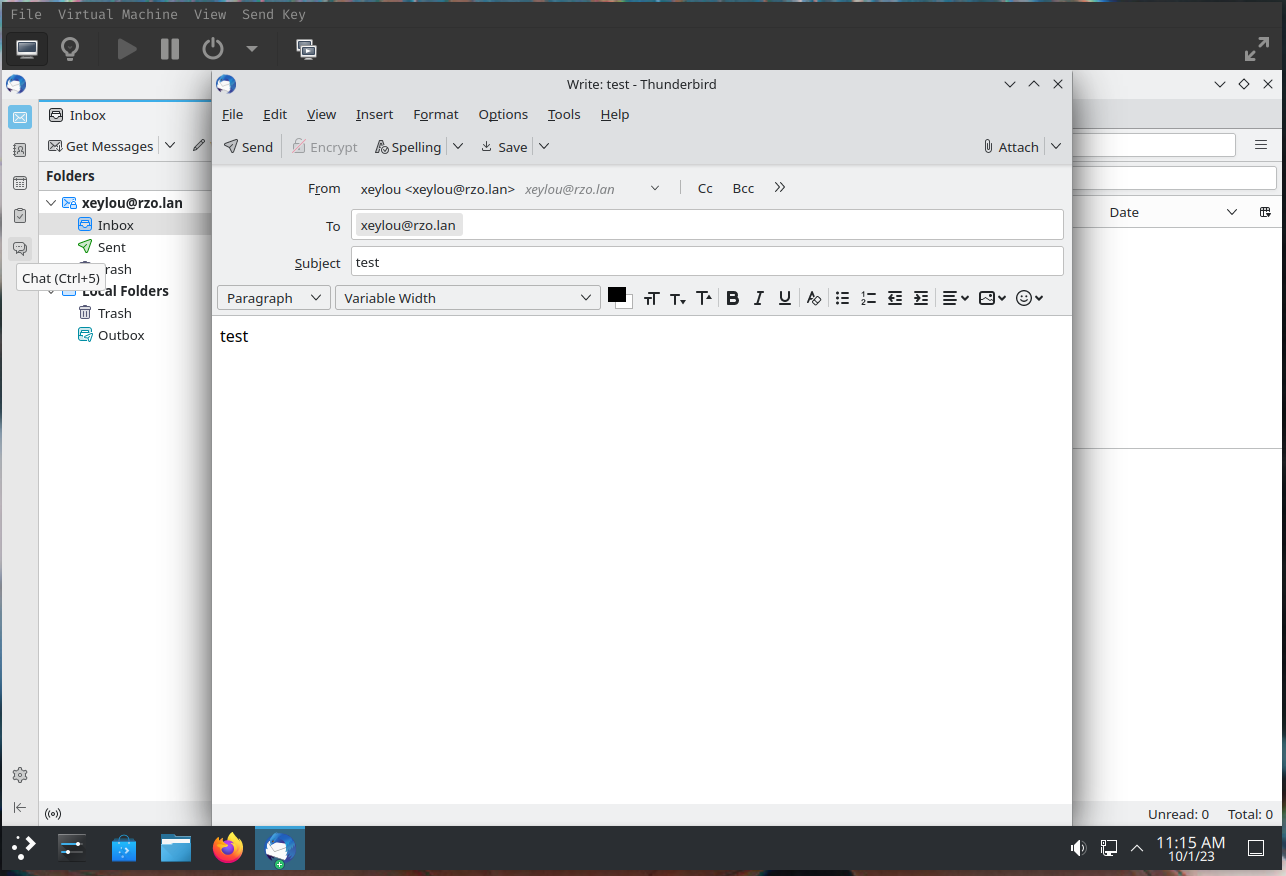 File Virtual Machine View Send Key
Write: test - Thunderbird
Inbox
File Edit View Insert Format Options Tools Help
Get Messages
Send Encrypt Spelling Save Attach
Folders
From xeylou <xeylou@rzo.lan> xeylou@rzo.lan Cc Bcc
xeylou@rzo.lan
Inbox
To xeylou@rzo.lan
Date
Sent
Subject test
rash
Chat (Ctrl+5)
Local Folders
Paragraph Variable Width
Trash
Outbox
test
Unread: 0 Total: 0
11:15 AM
10/1/23